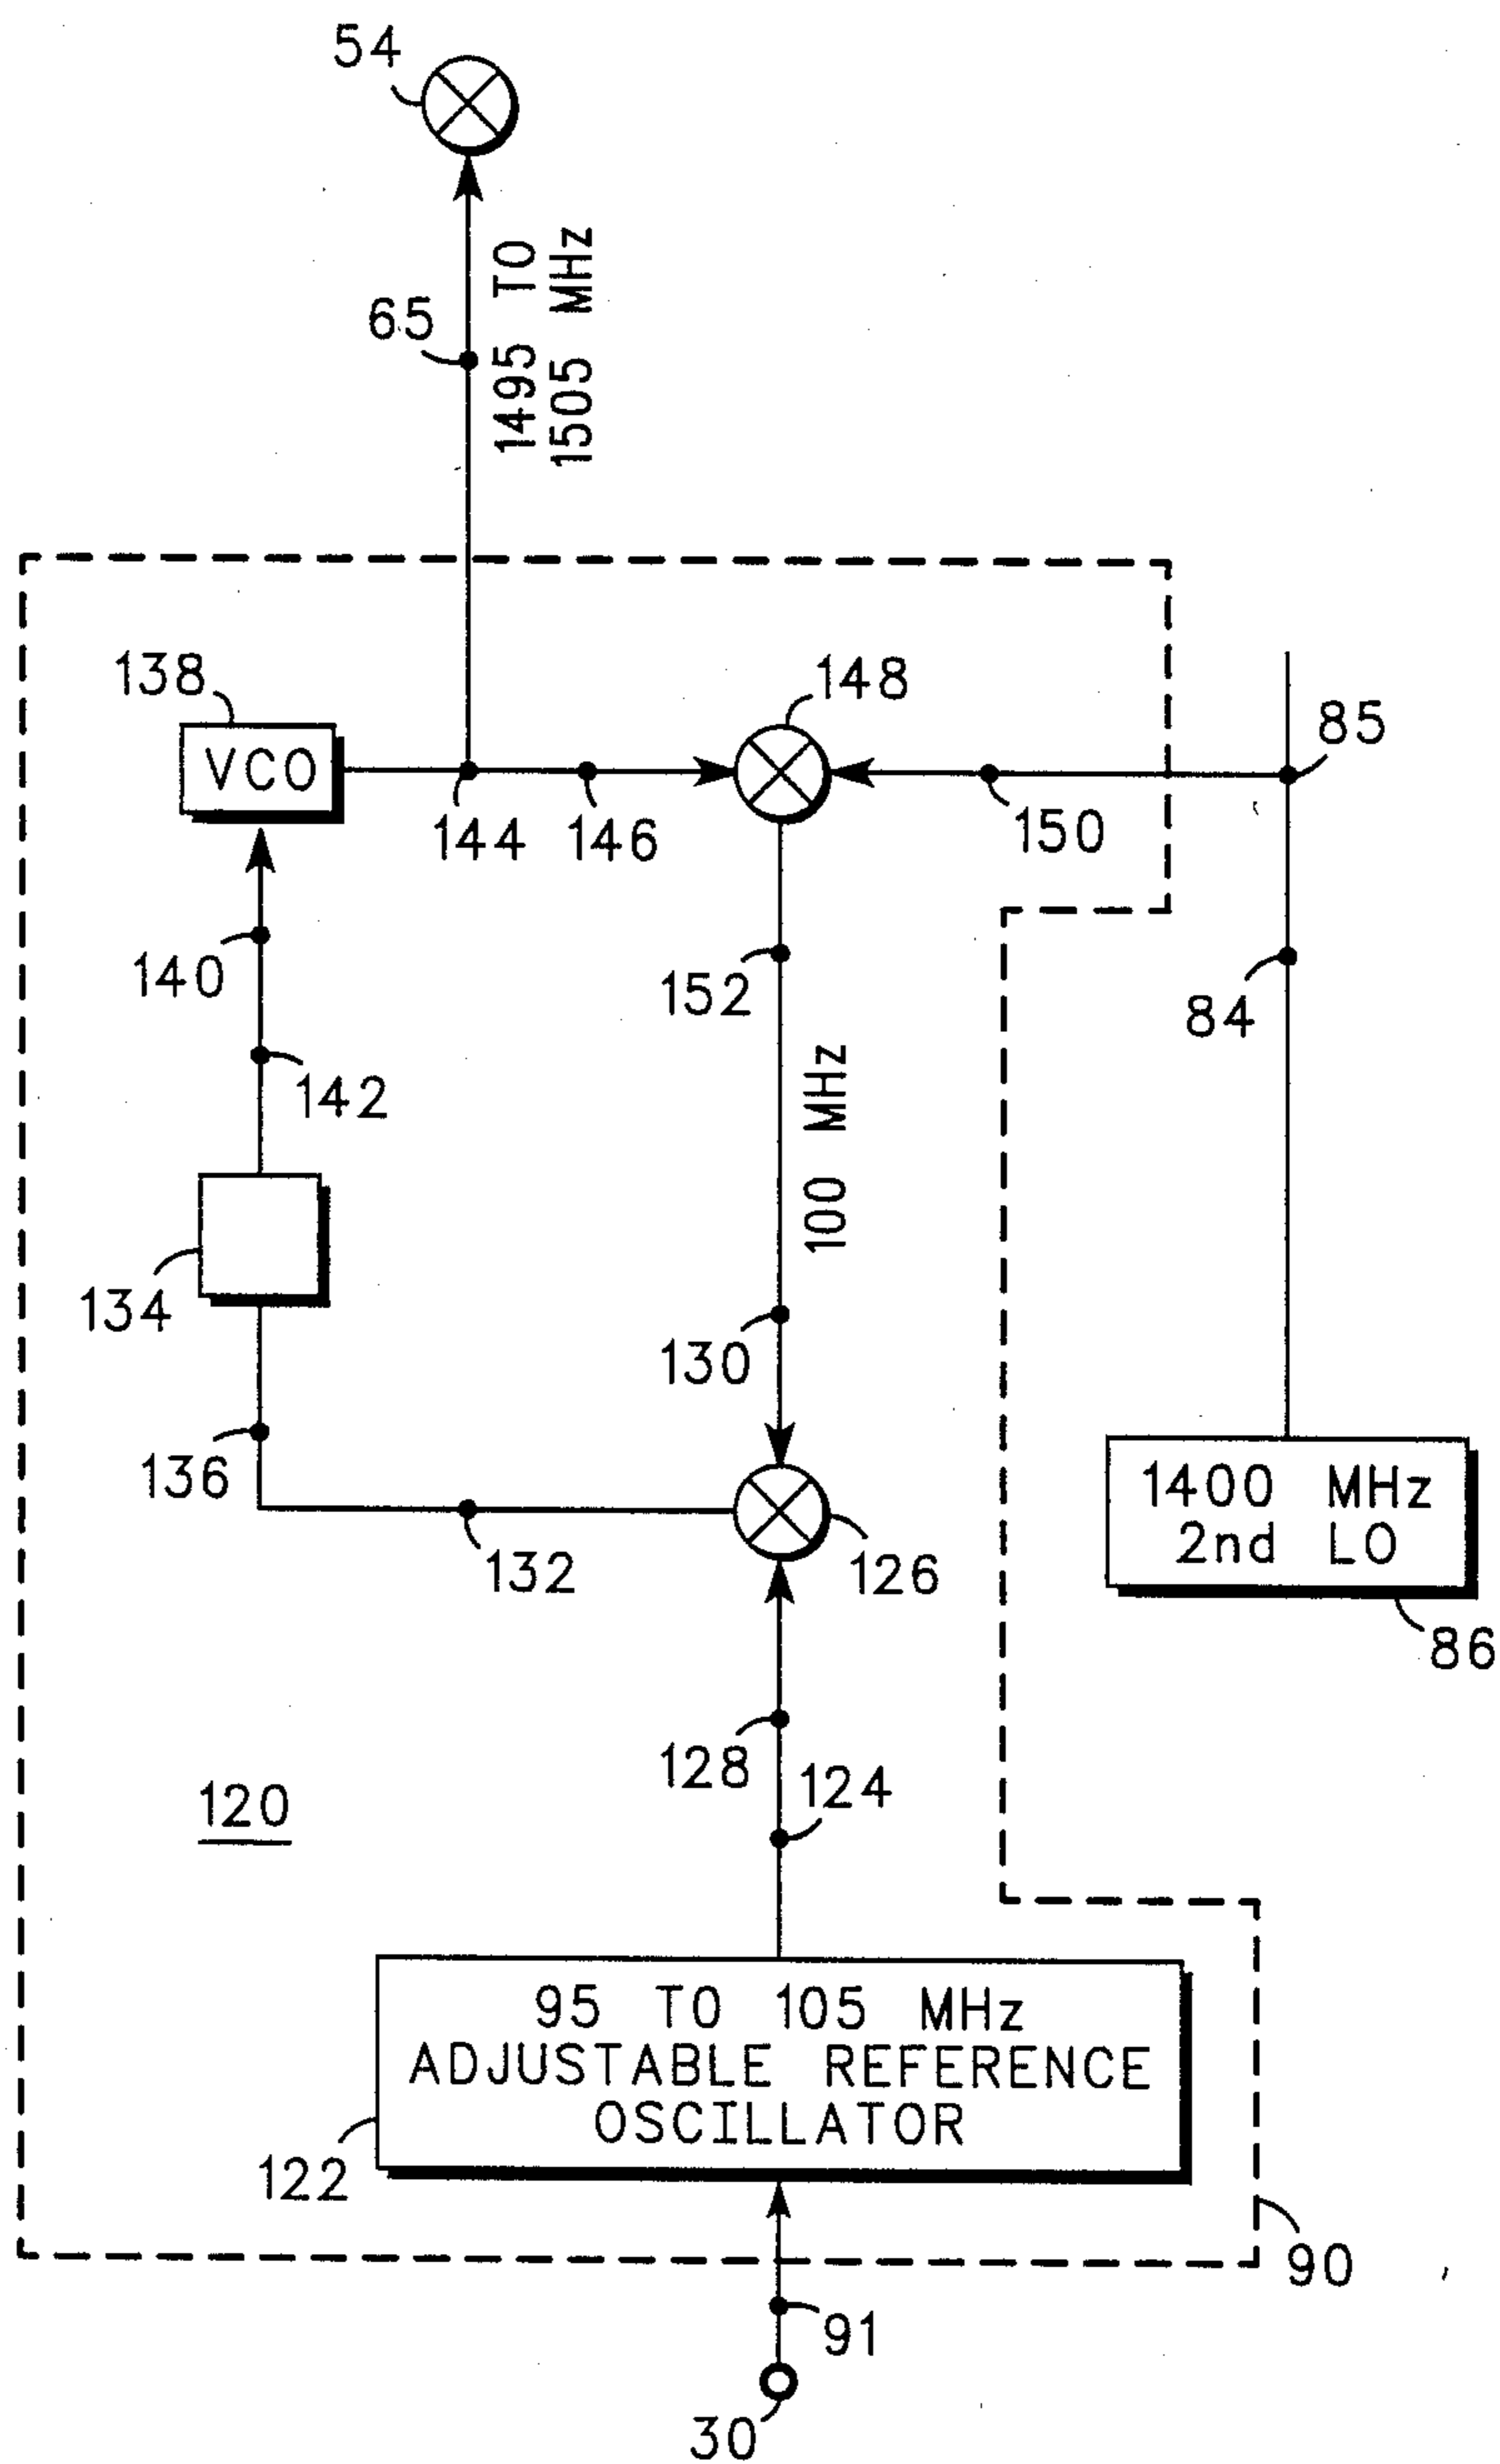 54
65
1495 TO
1505 MHz
138
VCO
148
85
144
146
150
140
152
84
142
100 MHz
134
130
136
1400 MHz
2nd LO
132
126
86
128
124
120
95 TO 105 MHz
ADJUSTABLE REFERENCE
OSCILLATOR
122
90
91
30